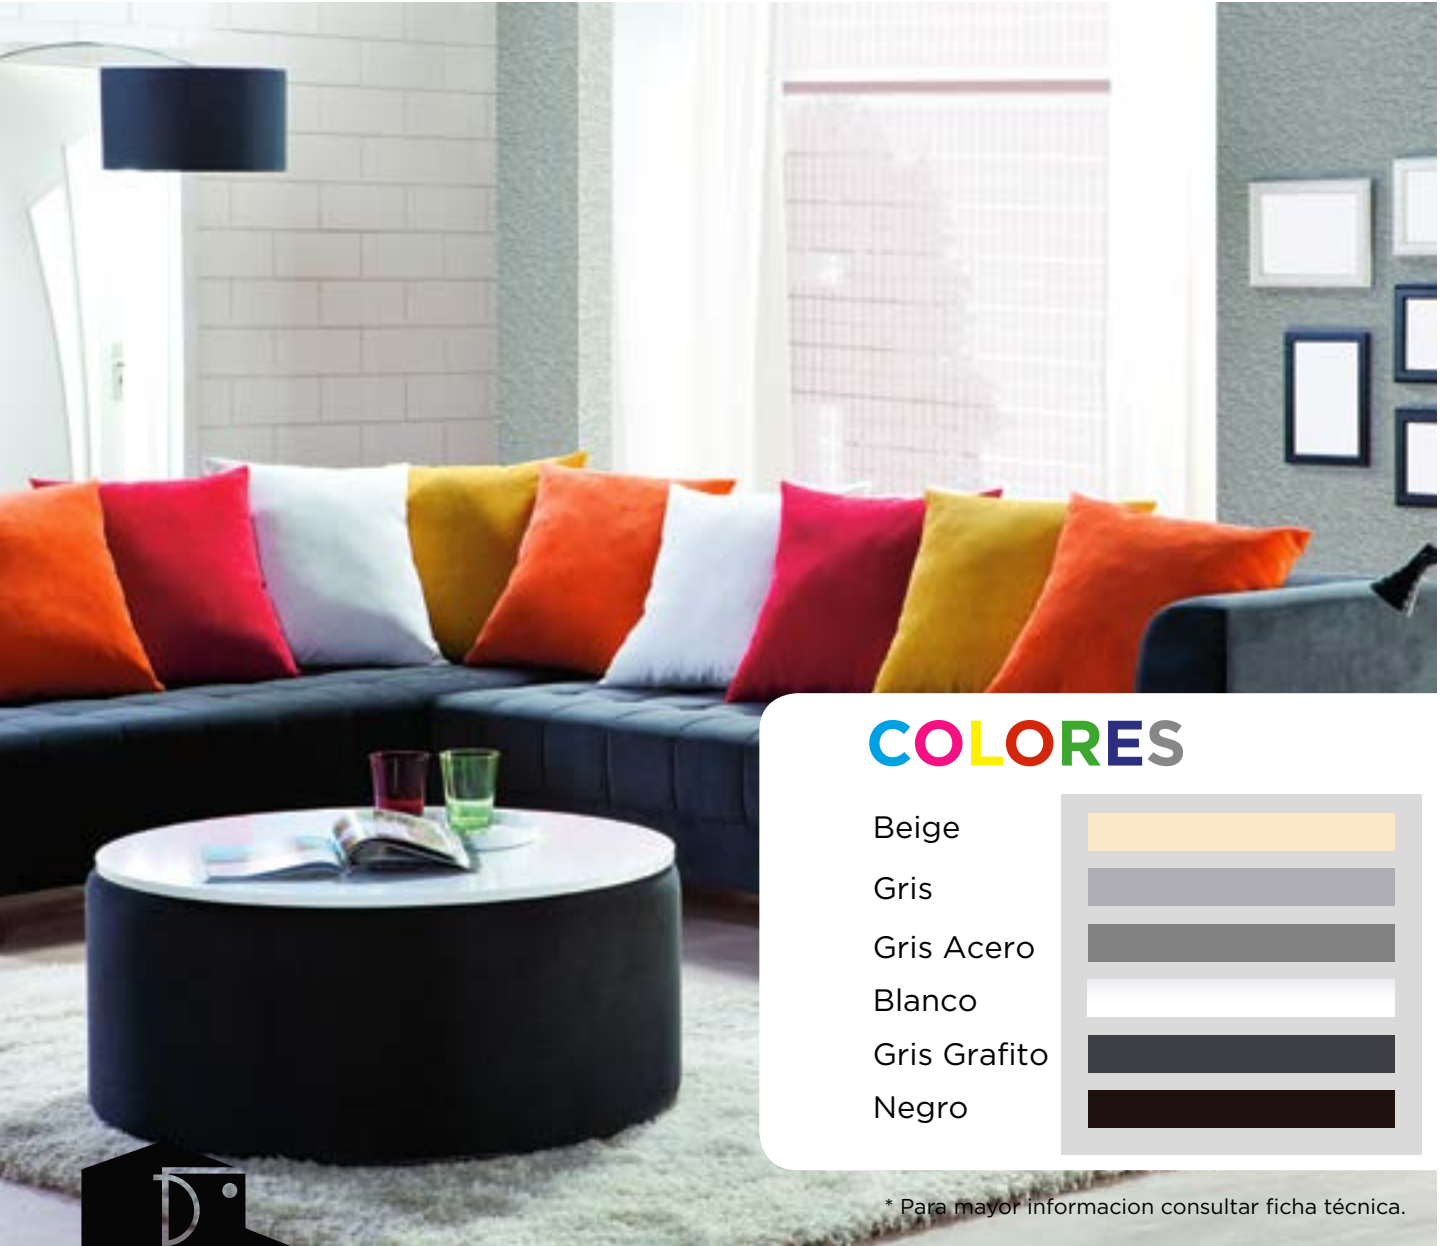 COLORES
Beige
Gris
Gris Acero
Blanco
Gris Grafito
Negro
* Para mayor informacion consultar ficha técnica.